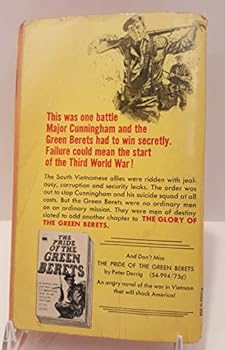 This was one battle
Major Cunningham and the
Green Berets had to win secretly.
Failure could mean the start
of the Third World War!
The South Vietnamese allies were ridden with jeal-
ousy, corruption and security leaks. The order was
out to stop Cunningham and his suicide squad at all
costs. But the Green Berets were no ordinary men
on an ordinary mission. They were men of destiny
slated to add another chapter to THE GLORY OF
THE GREEN BERETS.
THE
PRIDE OF
THE
GREEN
BERETS
And Don't Miss
THE PRIDE OF THE GREEN BERETS
by Peter Derrig (54-994/75¢)
An angry novel of the war in Vietnam
that will shock America!